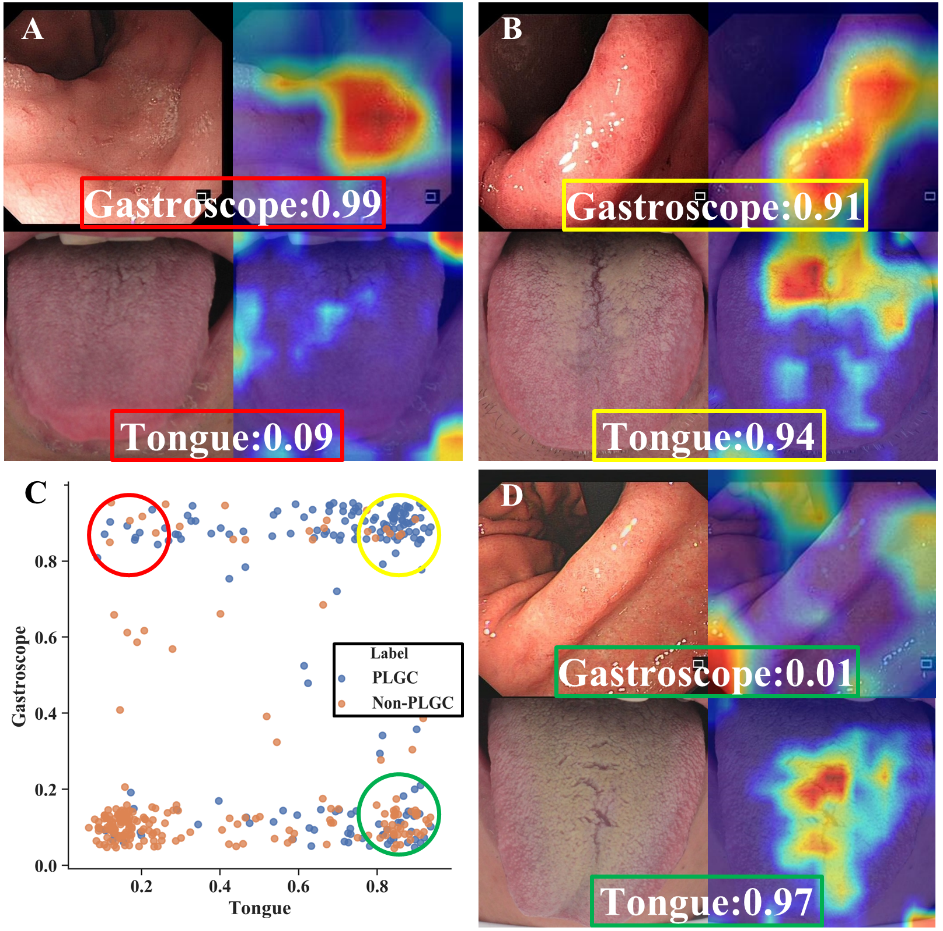 A
Gastroscope:0.99
Tongue:0.09
B
Gastroscope:0.91
Tongue:0.94
C
Gastroscope
0.8
0.6
0.4
0.2
0.0
0.2
0.4
0.6
0.8
Tongue
Label
PLGC
Non-PLGC
D
Gastroscope:0.01
Tongue:0.97